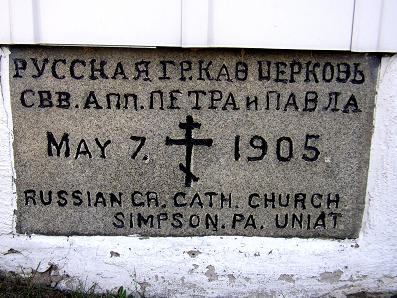 РУССКАЯ ГР.КАѲ ЦЕРКОВЬ
СВВ. АПП. ПЕТРА и ПАВЛА
MAY 7. 1905.
RUSSIAN GR. CATH. CHURCH
SIMPSON. PA. UNIAT